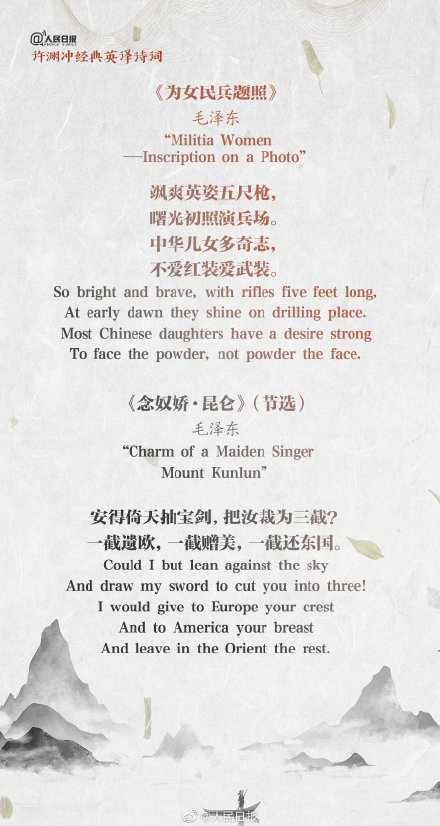 @人民日报
PEOPLE'S DAILY
许渊冲经典英译诗词
《为女民兵题照》
毛泽东
“Militia Women
——Inscription on a Photo”
飒爽英姿五尺枪，
曙光初照演兵场。
中华儿女多奇志，
不爱红装爱武装。
So bright and brave, with rifles five feet long,
At early dawn they shine on drilling place.
Most Chinese daughters have a desire strong
To face the powder, not powder the face.
《念奴娇·昆仑》（节选）
毛泽东
“Charm of a Maiden Singer
Mount Kunlun”
安得倚天抽宝剑，把汝裁为三截？
一截遗欧，一截赠美，一截还东国。
Could I but lean against the sky
And draw my sword to cut you into three!
I would give to Europe your crest
And to America your breast
And leave in the Orient the rest.
@人民日报